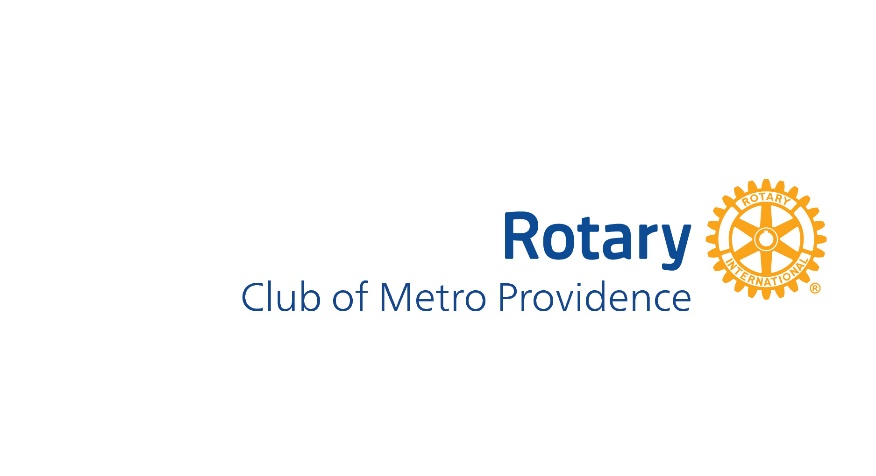 Rotary
Club of Metro Providence
ROTARY
INTERNATIONAL
®